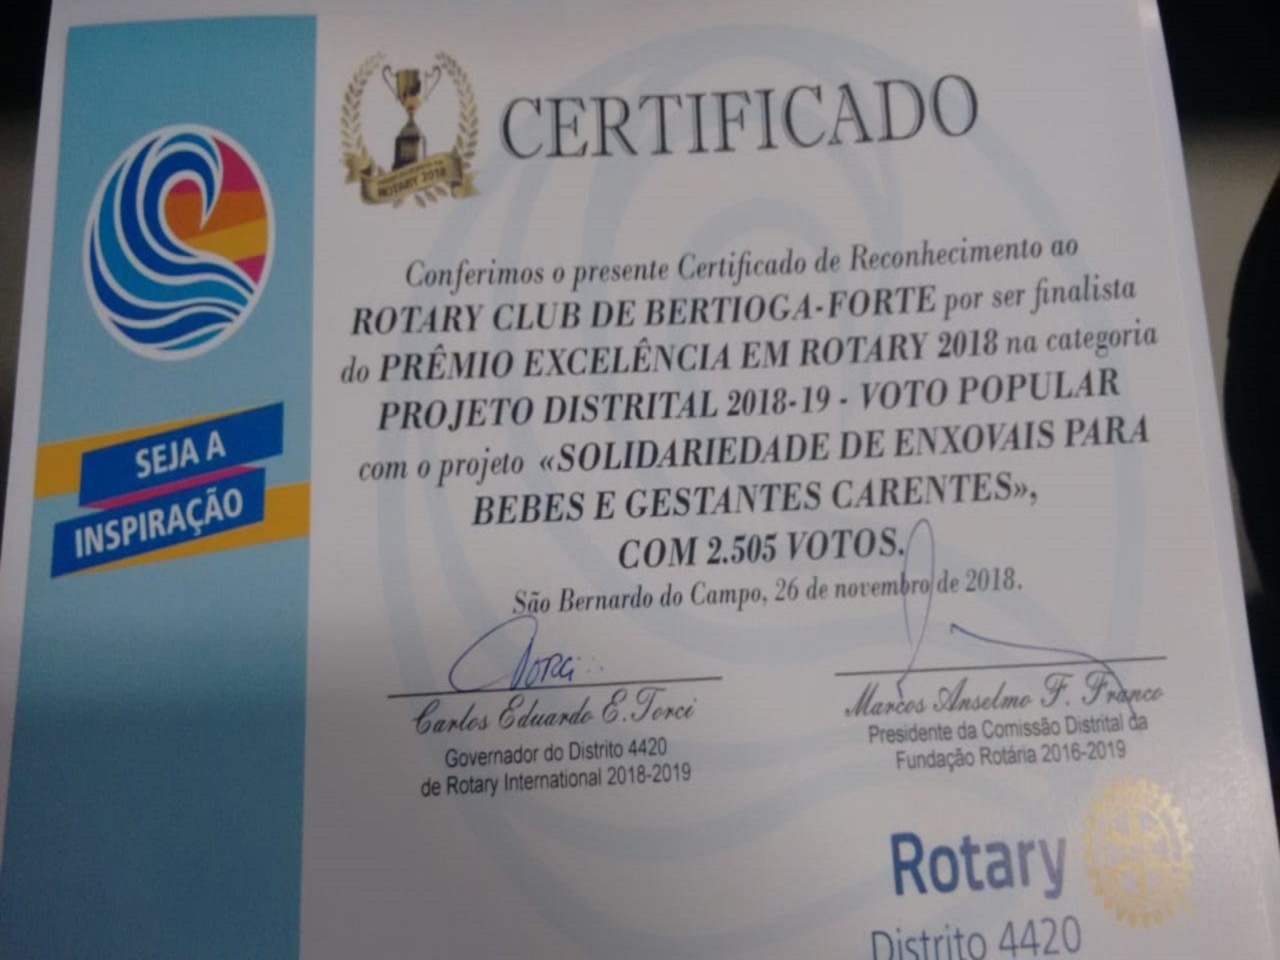 CERTIFICADO
ROTARY 2018
Conferimos o presente Certificado de Reconhecimento ao
ROTARY CLUB DE BERTIOGA-FORTE por ser finalista
do PRÊMIO EXCELÊNCIA EM ROTARY 2018 na categoria
PROJETO DISTRITAL 2018-19 - VOTO POPULAR
com o projeto «SOLIDARIEDADE DE ENXOVAIS PARA
BEBES E GESTANTES CARENTES»,
COM 2.505 VOTOS.
São Bernardo do Campo, 26 de novembro de 2018.
SEJA A
INSPIRAÇÃO
Carlos Eduardo E. Torci
Governador do Distrito 4420
de Rotary International 2018-2019
Marcos Anselmo F. Franco
Presidente da Comissão Distrital da
Fundação Rotária 2016-2019
Rotary
Distrito 4420